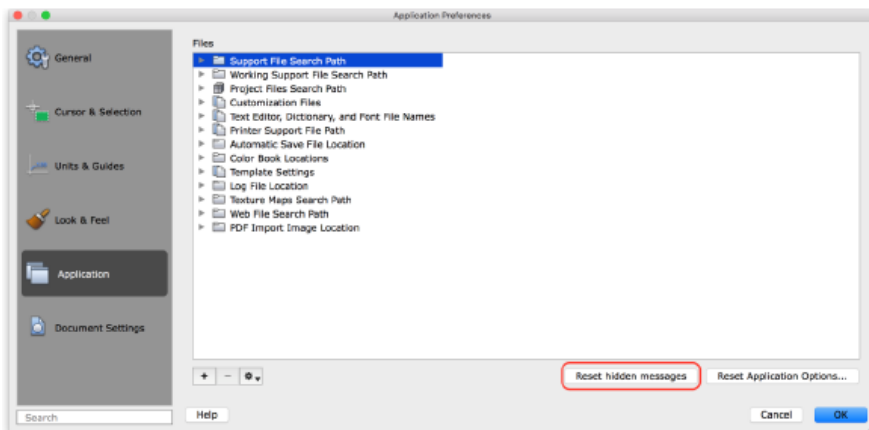 Application Preferences
General
Cursor & Selection
Units & Guides
Look & Feel
Application
Document Settings
Search
Files
Support File Search Path
Working Support File Search Path
Project Files Search Path
Customization Files
Text Editor, Dictionary, and Font File Names
Printer Support File Path
Automatic Save File Location
Color Book Locations
Template Settings
Log File Location
Texture Maps Search Path
Web File Search Path
PDF Import Image Location
+ −
Reset hidden messages Reset Application Options...
Help Cancel OK